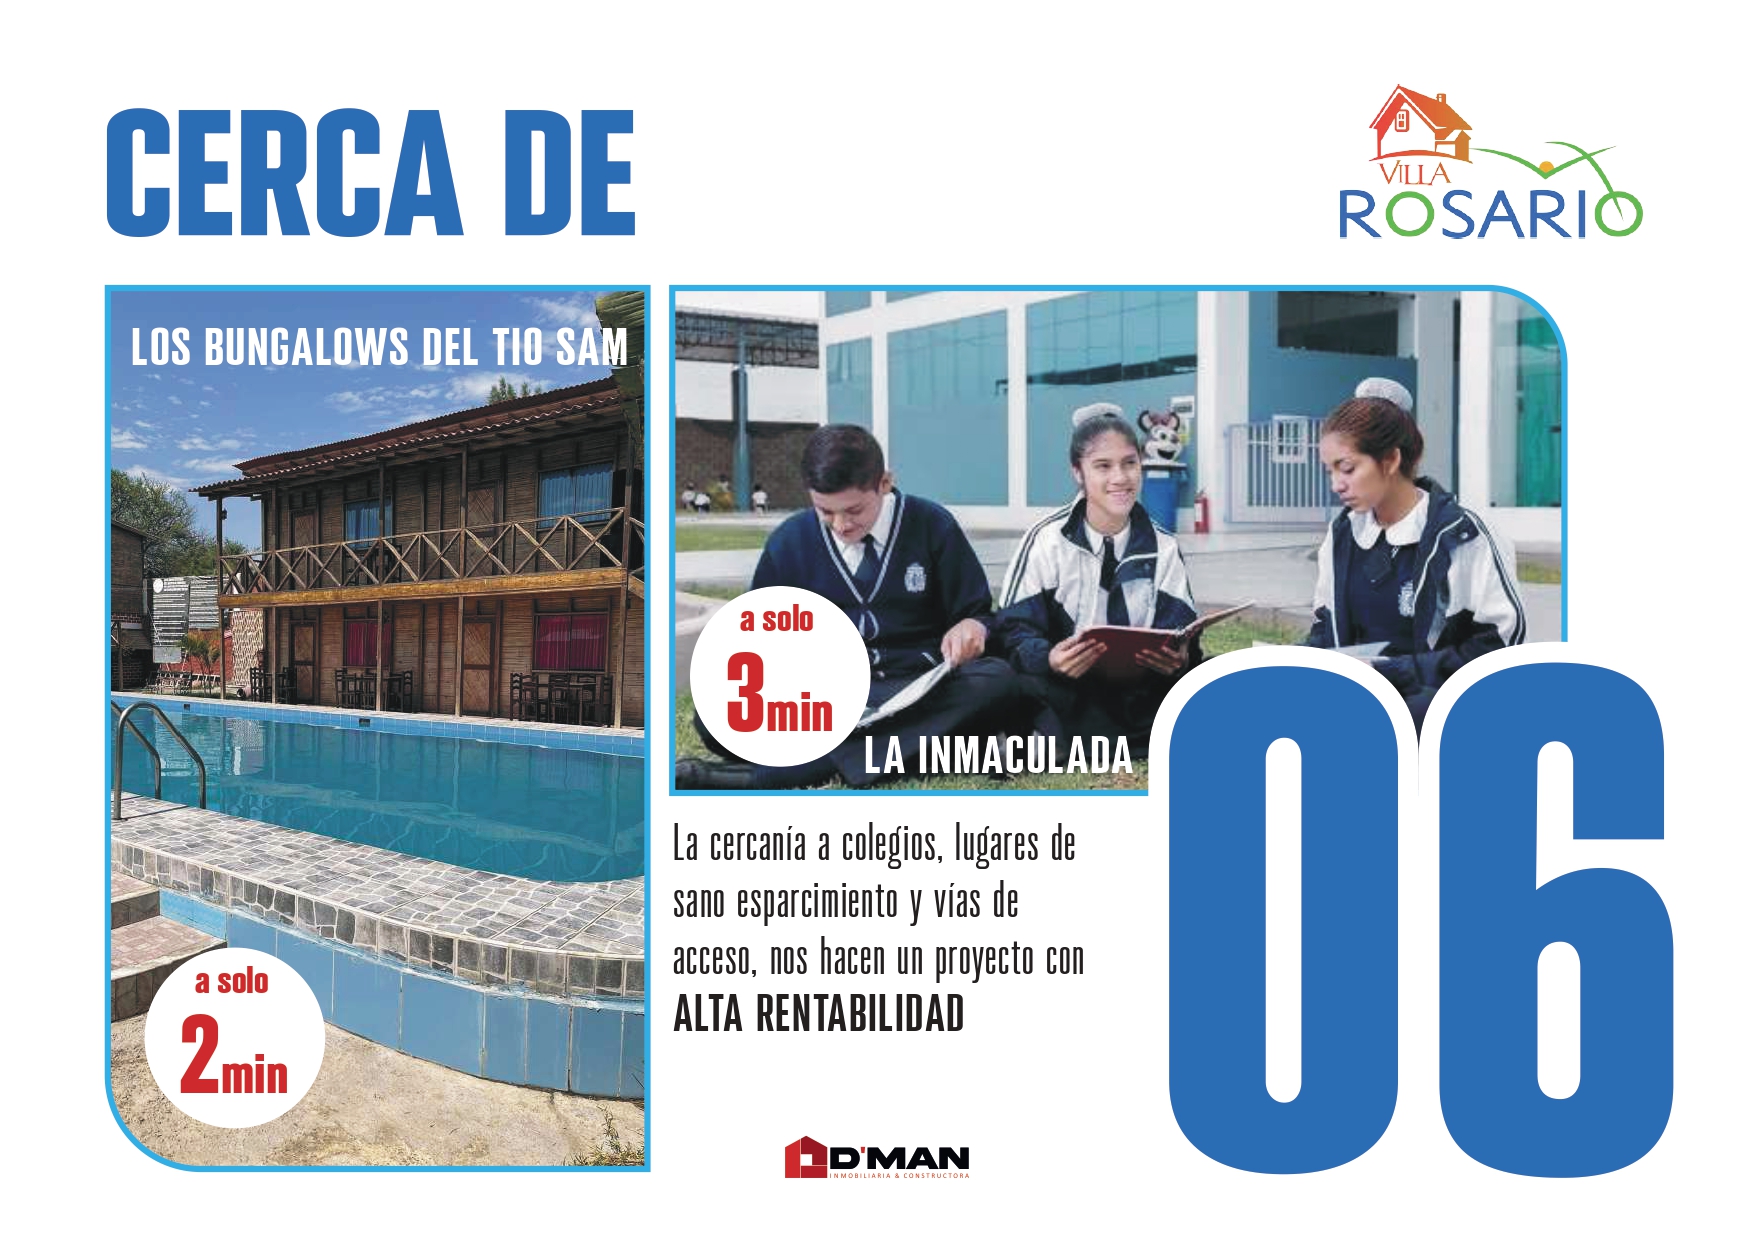 CERCA DE
VILLA
ROSARIO
LOS BUNGALOWS DEL TIO SAM
a solo
2min
a solo
3min
LA INMACULADA
La cercanía a colegios, lugares de
sano esparcimiento y vías de
acceso, nos hacen un proyecto con
ALTA RENTABILIDAD
06
D'MAN
INMOBILIARIA & CONSTRUCTORA